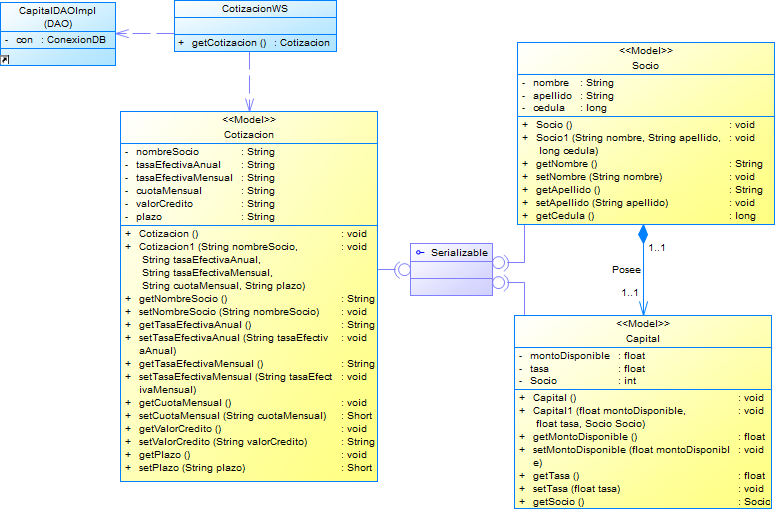 CapitalDAOImpl
(DAO)
- con : ConexionDB
CotizacionWS
+ getCotizacion () : Cotizacion
<<Model>>
Cotizacion
- nombreSocio : String
- tasaEfectivaAnual : String
- tasaEfectivaMensual : String
- cuotaMensual : String
- valorCredito : String
- plazo : String
+ Cotizacion () : void
+ Cotizacion1 (String nombreSocio, : void
String tasaEfectivaAnual,
String tasaEfectivaMensual,
String cuotaMensual, String plazo)
+ getNombreSocio () : String
+ setNombreSocio (String nombreSocio) : void
+ getTasaEfectivaAnual () : String
+ setTasaEfectivaAnual (String tasaEfectiv : void
aAnual)
+ getTasaEfectivaMensual () : String
+ setTasaEfectivaMensual (String tasaEfect : void
ivaMensual)
+ getCuotaMensual () : void
+ setCuotaMensual (String cuotaMensual) : Short
+ getValorCredito () : void
+ setValorCredito (String valorCredito) : String
+ getPlazo () : void
+ setPlazo (String plazo) : Short
Serializable
<<Model>>
Socio
- nombre : String
- apellido : String
- cedula : long
+ Socio () : void
+ Socio1 (String nombre, String apellido, : void
long cedula)
+ getNombre () : String
+ setNombre (String nombre) : void
+ getApellido () : String
+ setApellido (String apellido) : void
+ getCedula () : long
1..1
Posee
1..1
<<Model>>
Capital
- montoDisponible : float
- tasa : float
- Socio : int
+ Capital () : void
+ Capital1 (float montoDisponible, : void
float tasa, Socio Socio)
+ getMontoDisponible () : float
+ setMontoDisponible (float montoDisponibl : void
e)
+ getTasa () : float
+ setTasa (float tasa) : void
+ getSocio () : Socio